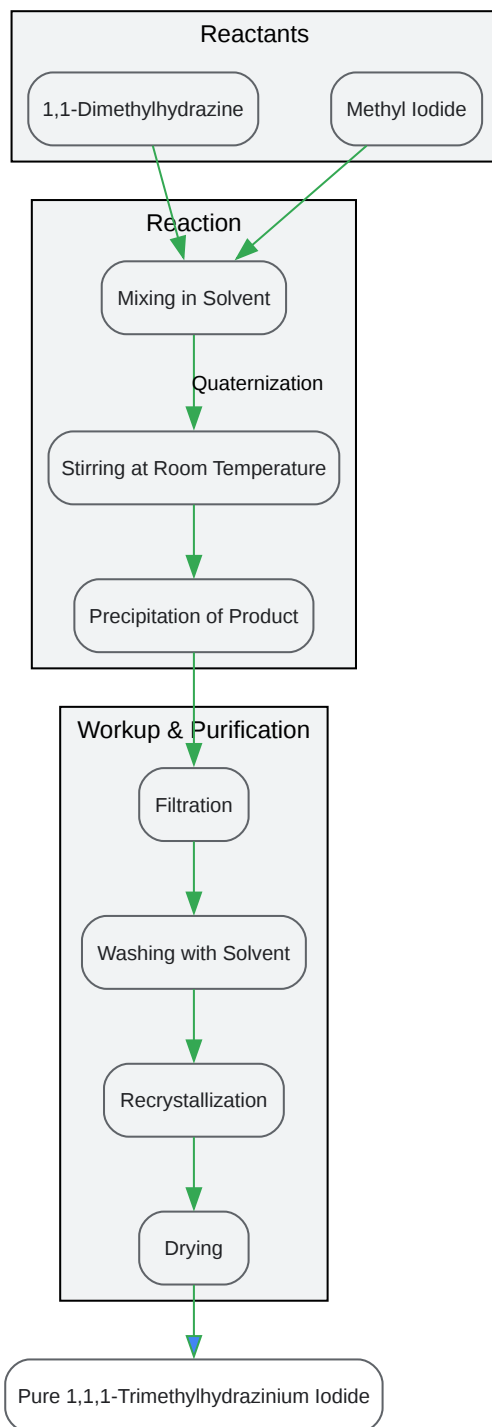 Reactants
1,1-Dimethylhydrazine
Methyl Iodide
Reaction
Mixing in Solvent
Quaternization
Stirring at Room Temperature
Precipitation of Product
Workup & Purification
Filtration
Washing with Solvent
Recrystallization
Drying
Pure 1,1,1-Trimethylhydrazinium Iodide